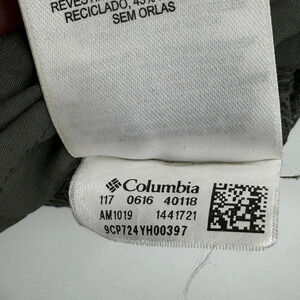 RECICLADO, 45%
SEM ORLAS
Columbia
117 0616 40118
AM1019 1441721
9CP724YH00397